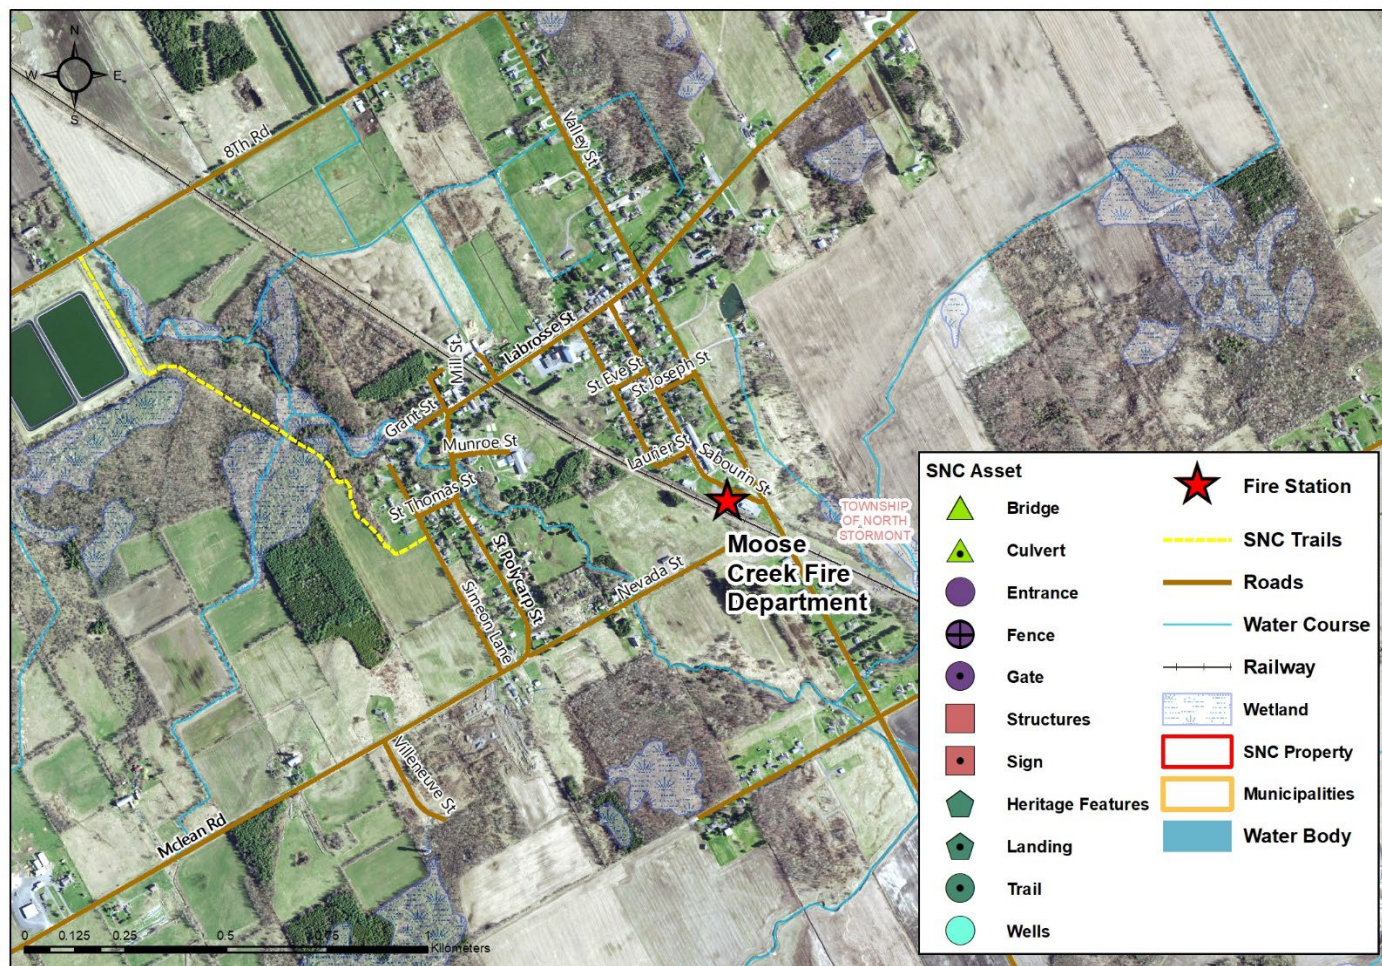 N
W E
S
8Th Rd
Valley St
Labrosse St
Mill St
Grant St
St Eve St
St Joseph St
Munroe St
Laurier St
Sabourin St
St Thomas St
St Polycarp St
Simeon Lane
Nevada St
Villeneuve St
Mclean Rd
TOWNSHIP
OF NORTH
STORMONT
Moose
Creek Fire
Department
SNC Asset
Bridge
Culvert
Entrance
Fence
Gate
Structures
Sign
Heritage Features
Landing
Trail
Wells
Fire Station
SNC Trails
Roads
Water Course
Railway
Wetland
SNC Property
Municipalities
Water Body
0 0.125 0.25 0.5 0.75 1
Kilometers